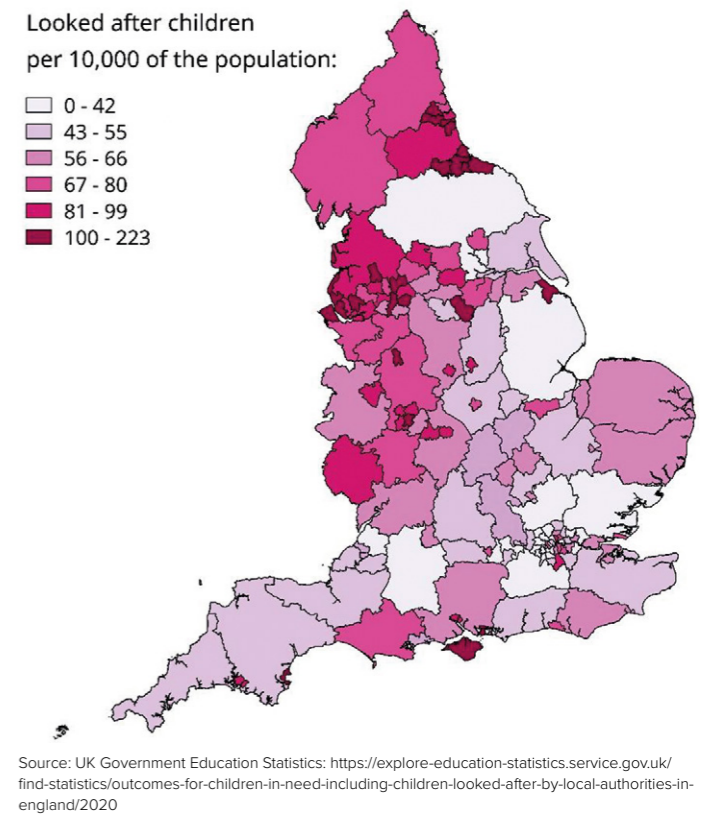 Looked after children
per 10,000 of the population:
0 - 42
43 - 55
56 - 66
67 - 80
81 - 99
100 - 223
Source: UK Government Education Statistics: https://explore-education-statistics.service.gov.uk/
find-statistics/outcomes-for-children-in-need-including-children-looked-after-by-local-authorities-in-
england/2020